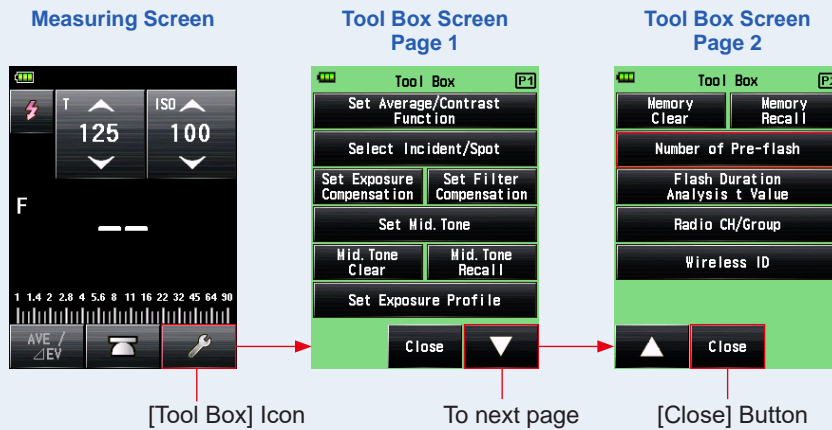 Measuring Screen
T
ISO
125
100
F
1 1.4 2 2.8 4 5.6 8 11 16 22 32 45 64 90
AVE /
⊿EV
[Tool Box] Icon
Tool Box Screen
Page 1
Tool Box P1
Set Average/Contrast
Function
Select Incident/Spot
Set Exposure
Compensation
Set Filter
Compensation
Set Mid.Tone
Mid.Tone
Clear
Mid.Tone
Recall
Set Exposure Profile
Close
To next page
Tool Box Screen
Page 2
Tool Box
Memory
Clear
Memory
Recall
Number of Pre-flash
Flash Duration
Analysis t Value
Radio CH/Group
Wireless ID
Close
[Close] Button